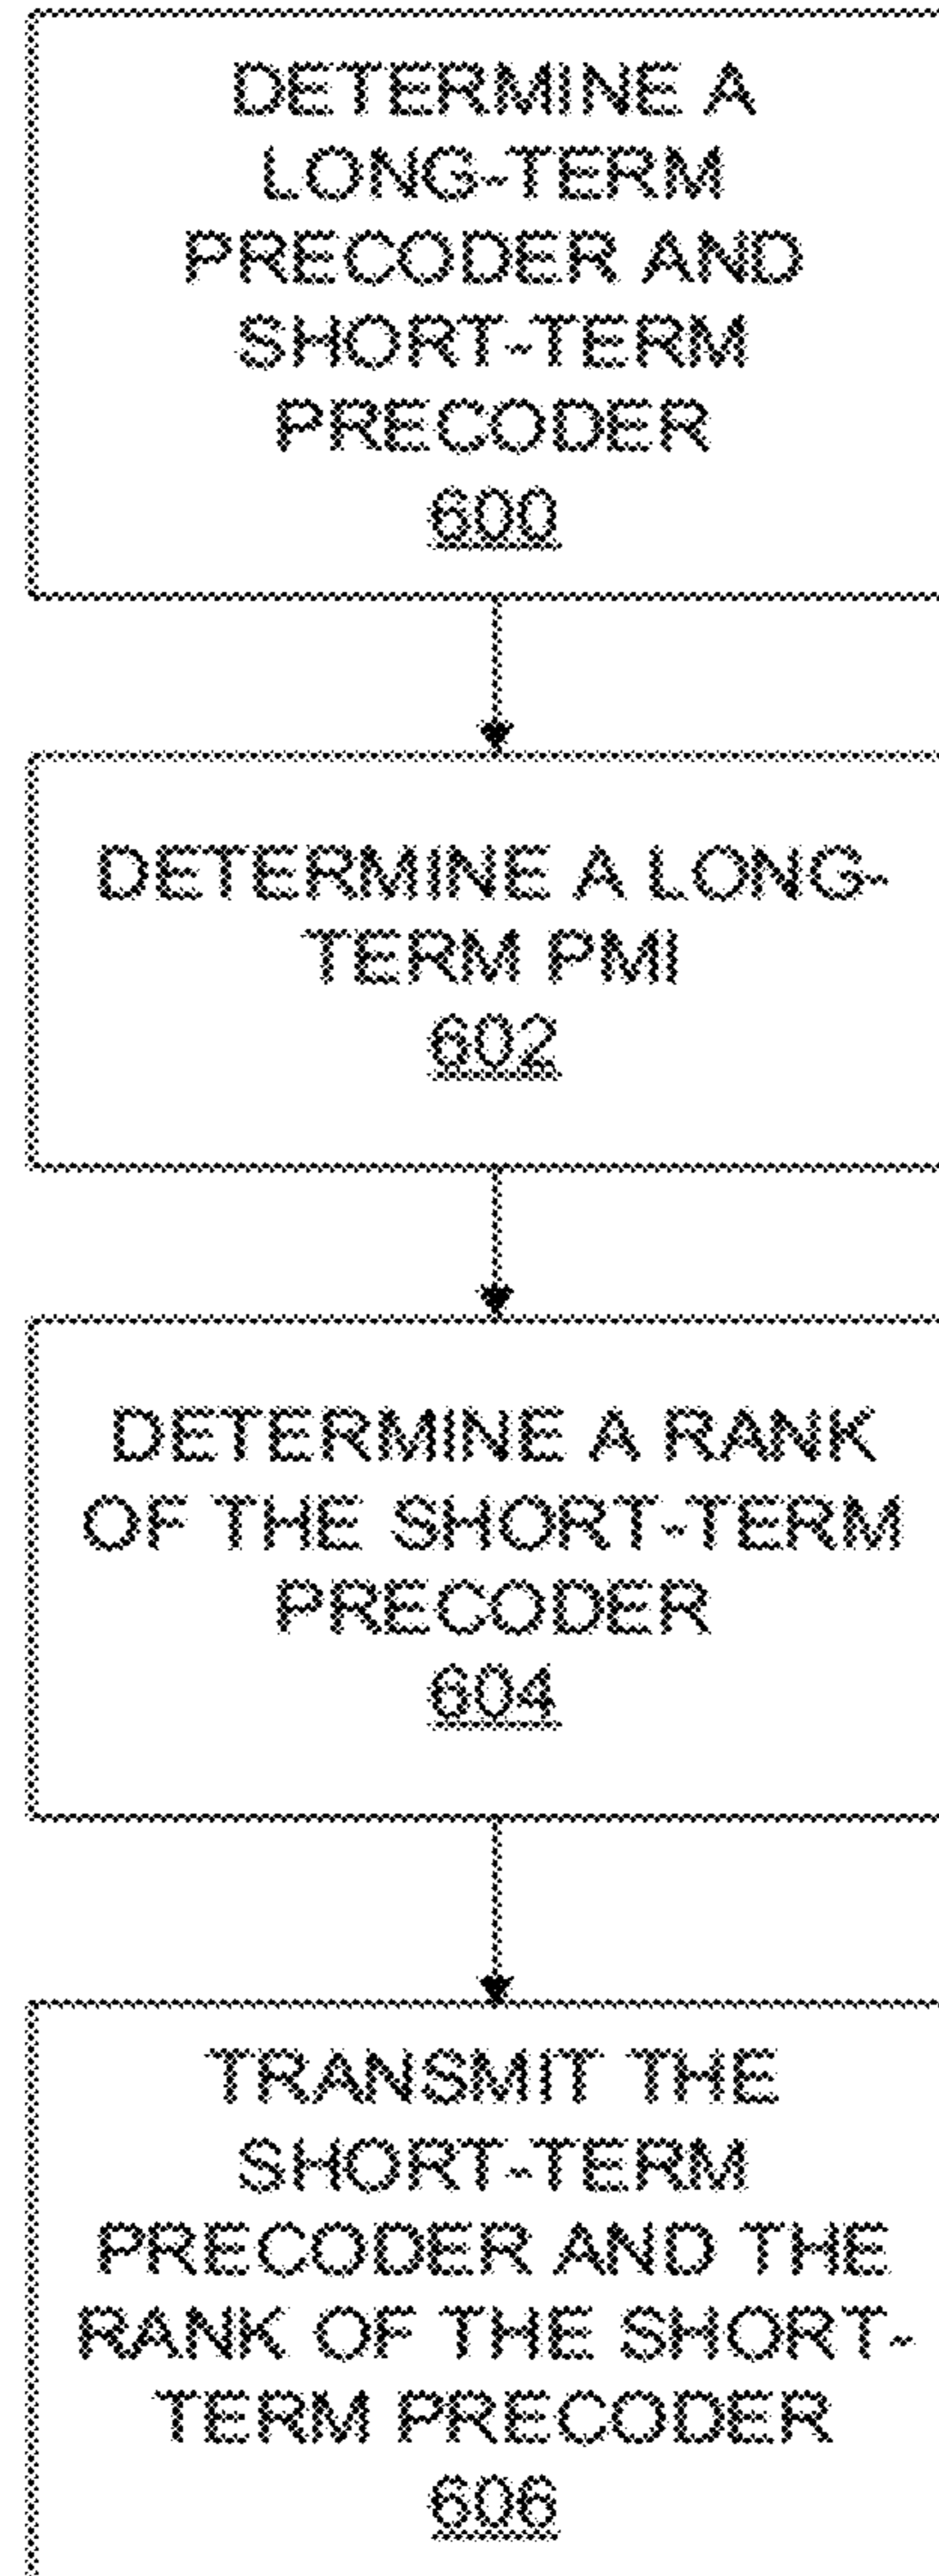 DETERMINE A
LONG-TERM
PRECODER AND
SHORT-TERM
PRECODER
600
DETERMINE A LONG-
TERM PMI
602
DETERMINE A RANK
OF THE SHORT-TERM
PRECODER
604
TRANSMIT THE
SHORT-TERM
PRECODER AND THE
RANK OF THE SHORT-
TERM PRECODER
606